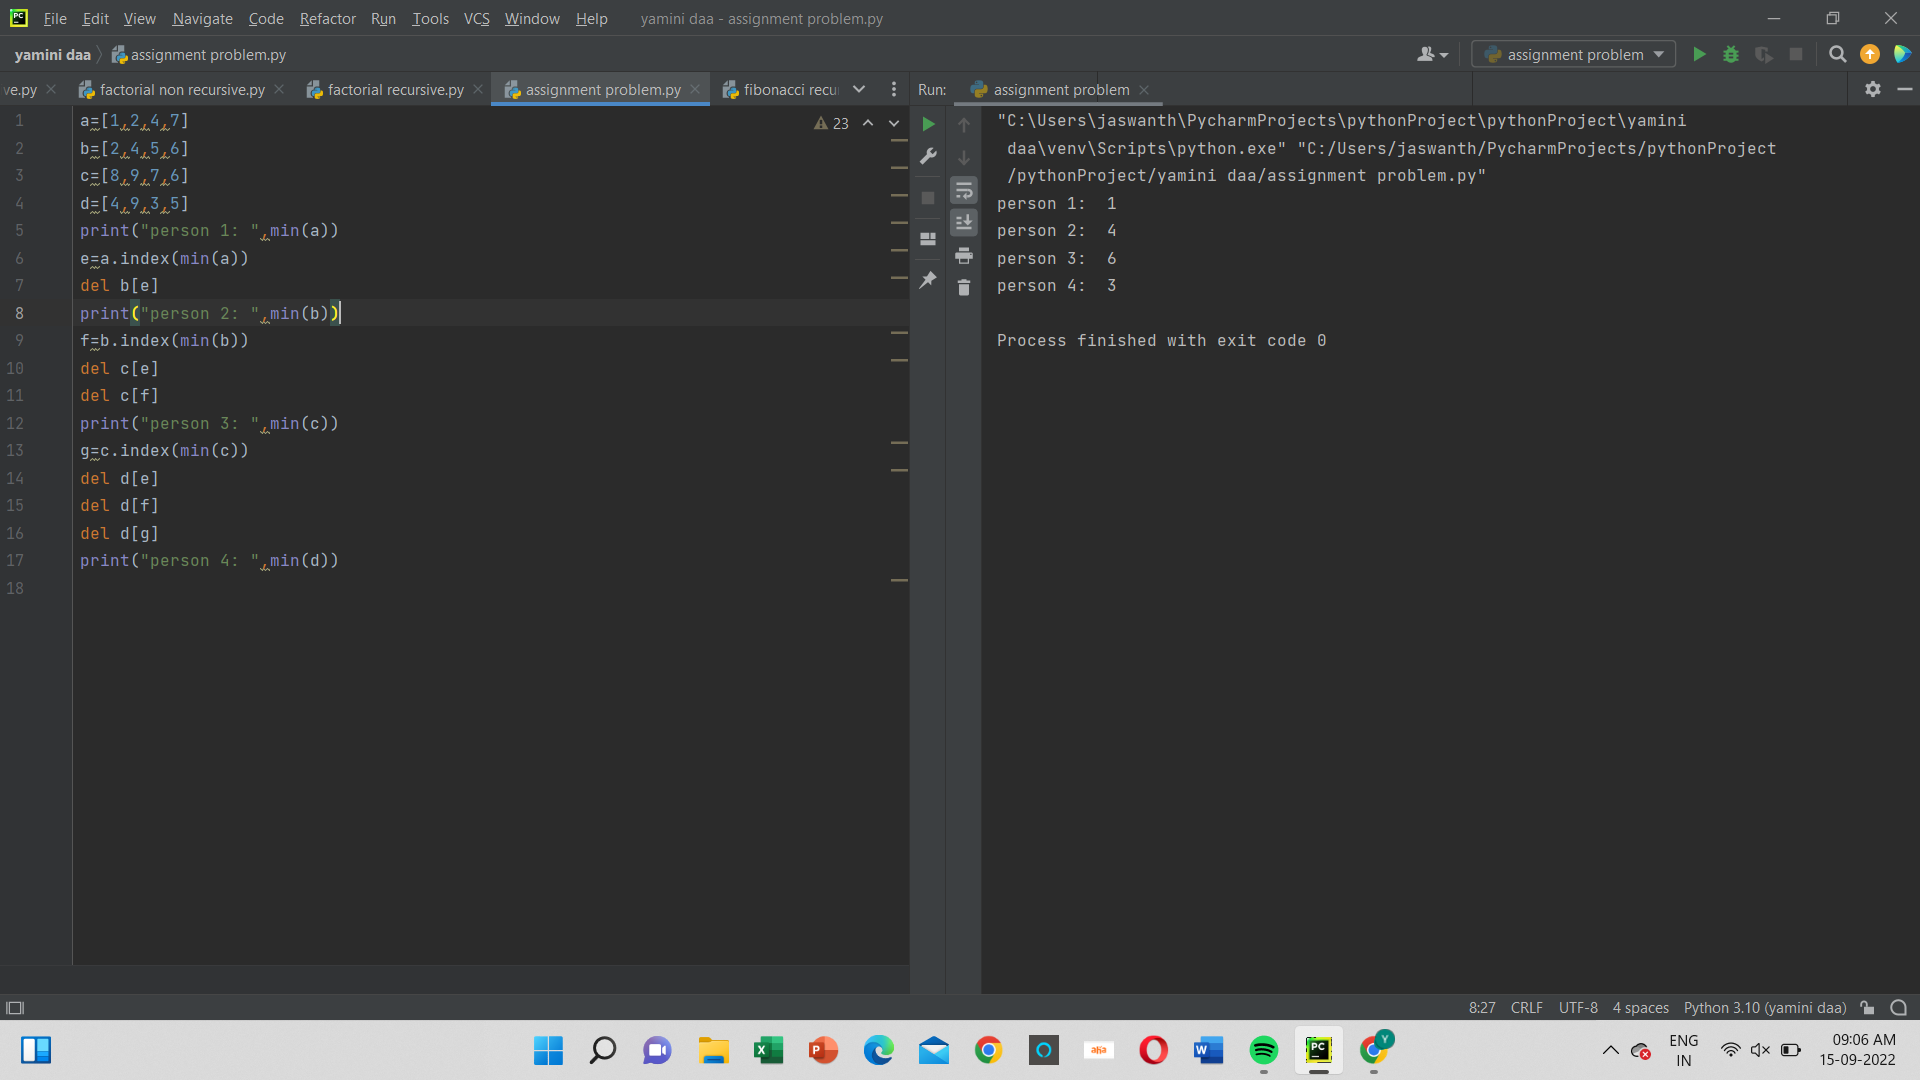 File Edit View Navigate Code Refactor Run Tools VCS Window Help yamini daa - assignment problem.py
yamini daa assignment problem.py assignment problem
ve.py factorial non recursive.py factorial recursive.py assignment problem.py fibonacci recu Run: assignment problem
23
1 a=[1,2,4,7]
2 b=[2,4,5,6]
3 c=[8,9,7,6]
4 d=[4,9,3,5]
5 print("person 1: ",min(a))
6 e=a.index(min(a))
7 del b[e]
8 print("person 2: ",min(b))
9 f=b.index(min(b))
10 del c[e]
11 del c[f]
12 print("person 3: ",min(c))
13 g=c.index(min(c))
14 del d[e]
15 del d[f]
16 del d[g]
17 print("person 4: ",min(d))
18
"C:\Users\jaswanth\PycharmProjects\pythonProject\pythonProject\yamini
daa\venv\Scripts\python.exe" "C:/Users/jaswanth/PycharmProjects/pythonProject
/pythonProject/yamini daa/assignment problem.py"
person 1:  1
person 2:  4
person 3:  6
person 4:  3
Process finished with exit code 0
8:27 CRLF UTF-8 4 spaces Python 3.10 (yamini daa)
ENG
IN
09:06 AM
15-09-2022